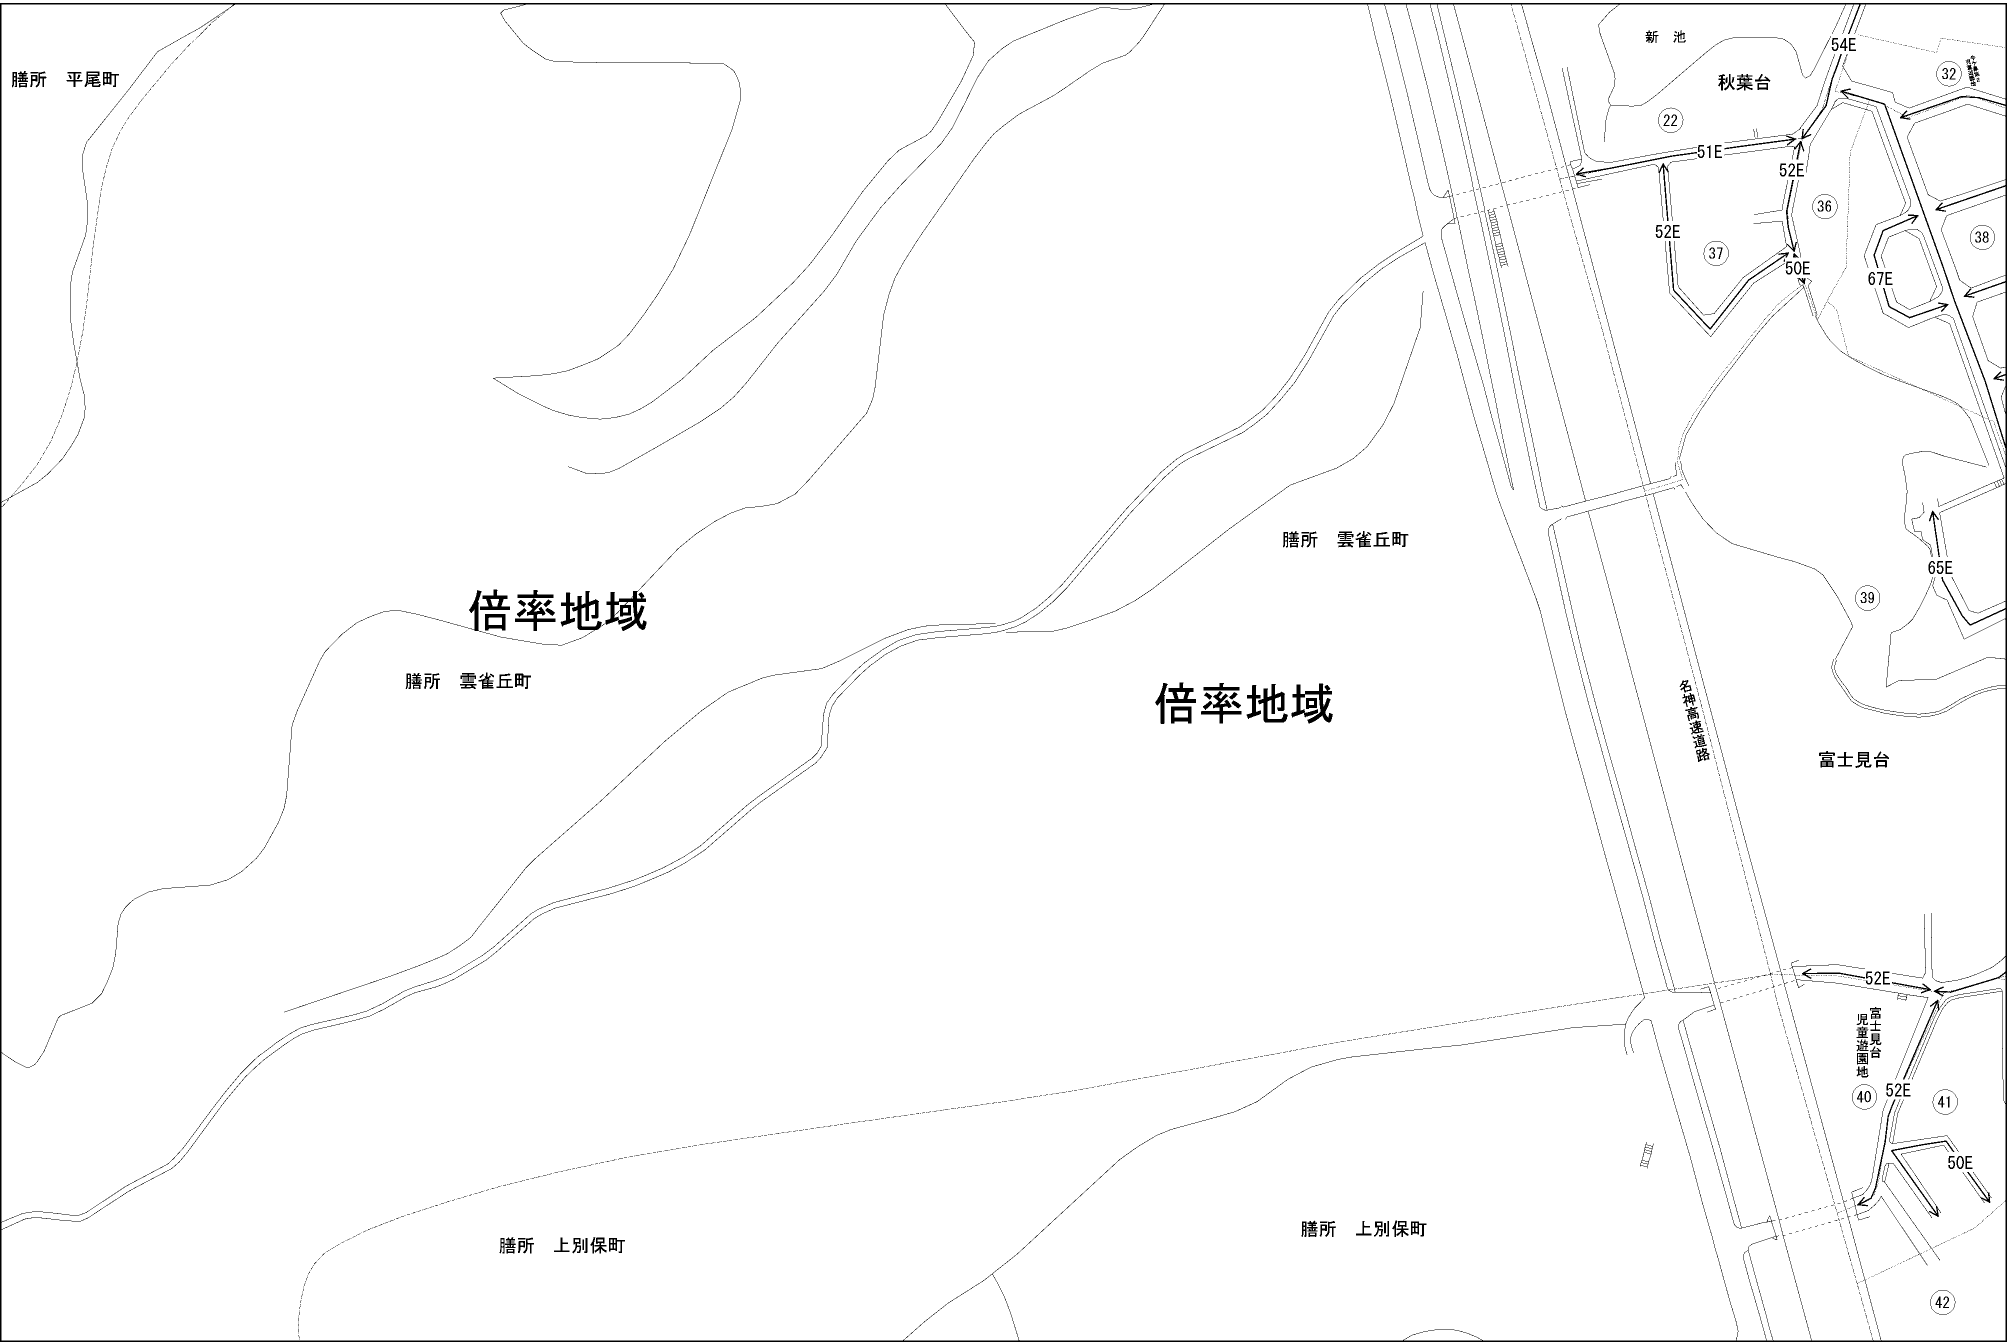 膳所　平尾町
新　池
秋葉台
54E
32
22
51E
52E
36
52E
37
50E
67E
38
膳所　雲雀丘町
倍率地域
65E
39
膳所　雲雀丘町
倍率地域
名神高速道路
富士見台
52E
富士見台
児童遊園地
52E
40
41
50E
膳所　上別保町
膳所　上別保町
42